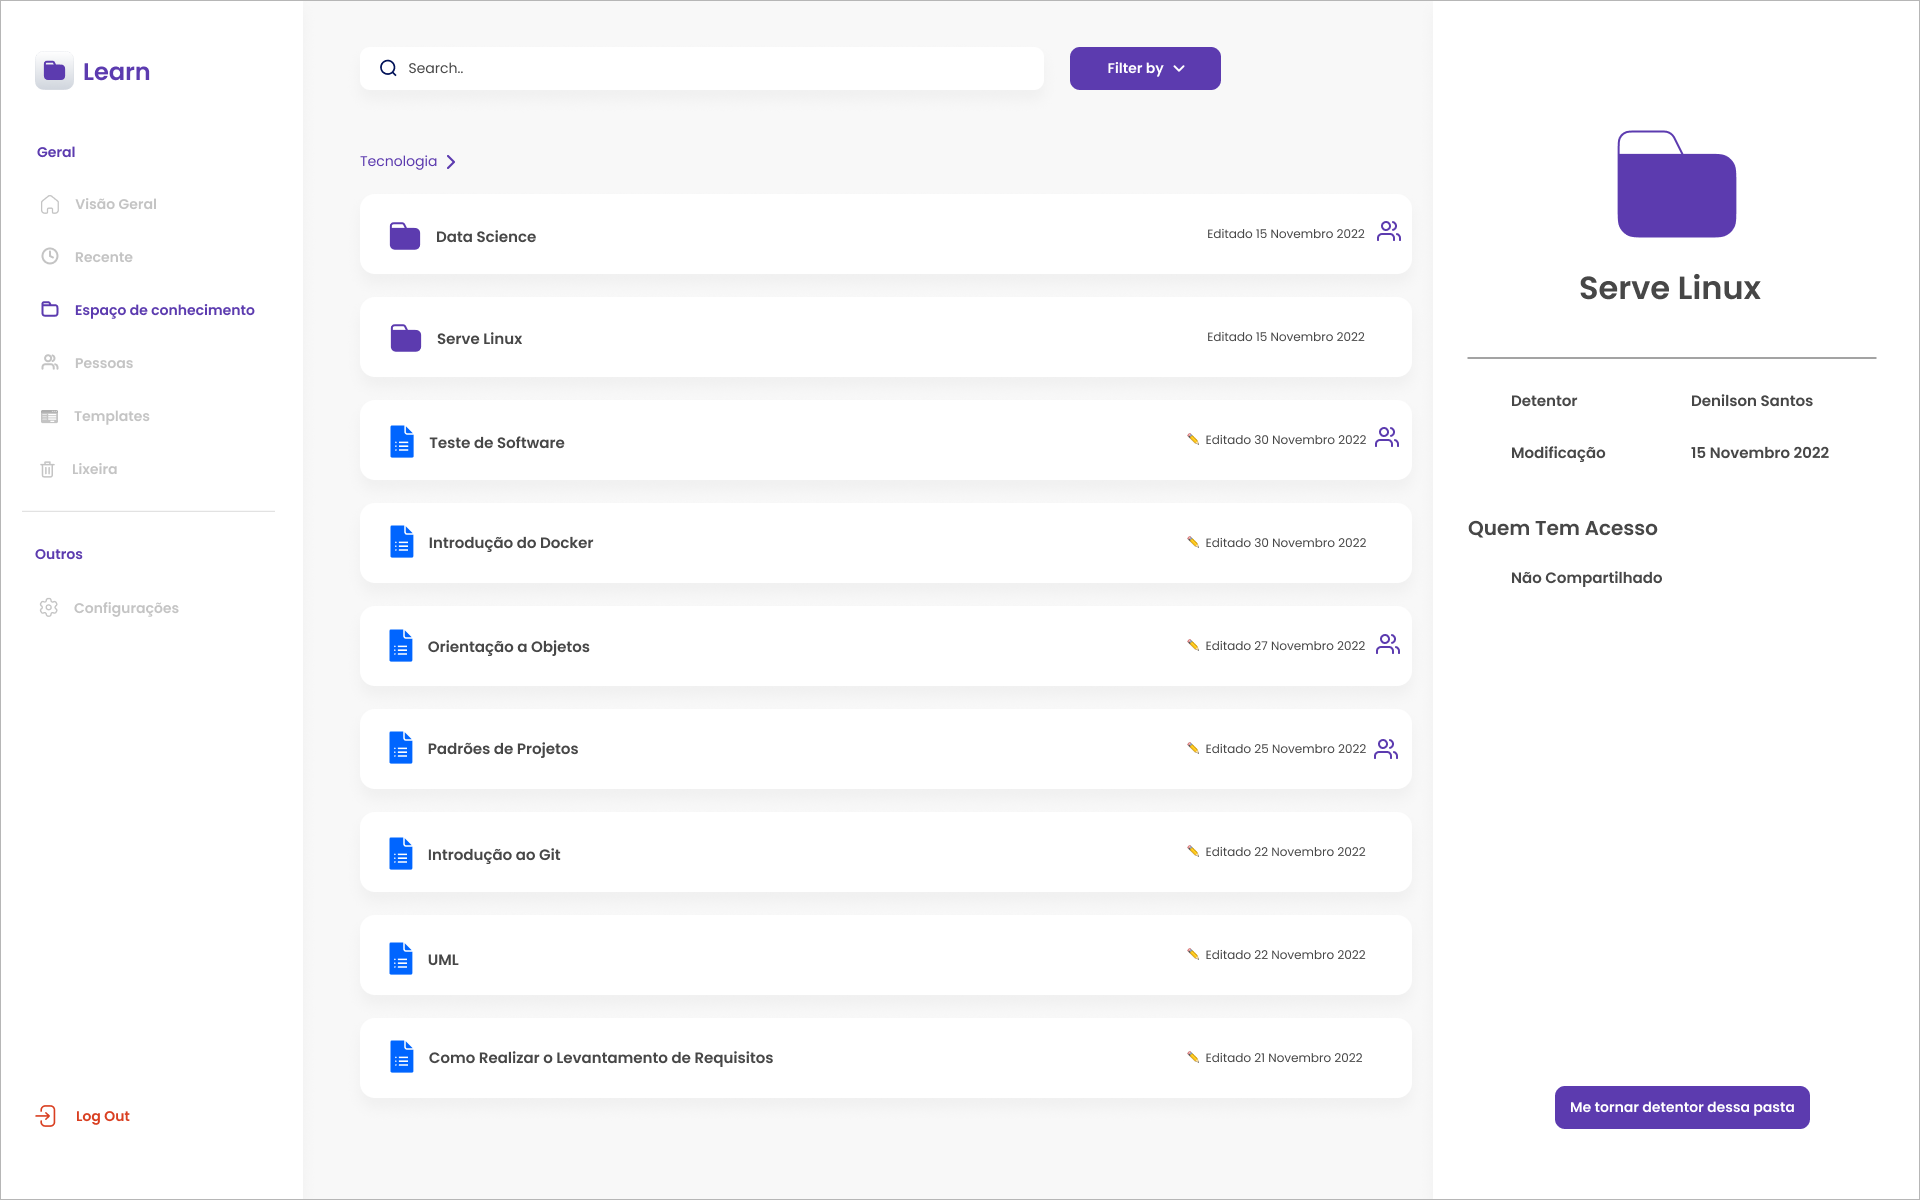 Learn
Geral
Visão Geral
Recente
Espaço de conhecimento
Pessoas
Templates
Lixeira
Outros
Configurações
Log Out
Search..
Filter by
Tecnologia
Data Science
Editado 15 Novembro 2022
Serve Linux
Editado 15 Novembro 2022
Teste de Software
Editado 30 Novembro 2022
Introdução do Docker
Editado 30 Novembro 2022
Orientação a Objetos
Editado 27 Novembro 2022
Padrões de Projetos
Editado 25 Novembro 2022
Introdução ao Git
Editado 22 Novembro 2022
UML
Editado 22 Novembro 2022
Como Realizar o Levantamento de Requisitos
Editado 21 Novembro 2022
Serve Linux
Detentor Denilson Santos
Modificação 15 Novembro 2022
Quem Tem Acesso
Não Compartilhado
Me tornar detentor dessa pasta